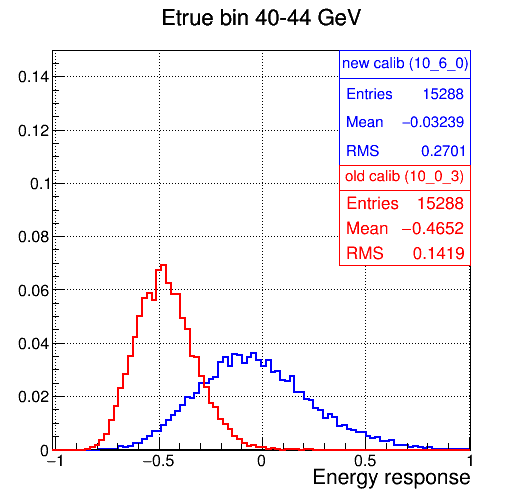 Etrue bin 40-44 GeV
new calib (10_6_0)
Entries 15288
Mean −0.03239
RMS 0.2701
old calib (10_0_3)
Entries 15288
Mean −0.4652
RMS 0.1419
0.14
0.12
0.1
0.08
0.06
0.04
0.02
0
−1 −0.5 0 0.5 1
Energy response